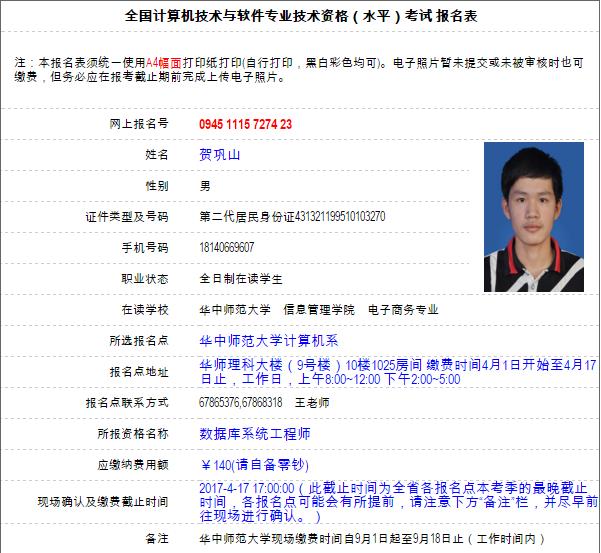 全国计算机技术与软件专业技术资格（水平）考试 报名表
注：本报名表须统一使用A4幅面打印纸打印(自行打印，黑白彩色均可)。电子照片暂未提交或未被审核时也可
缴费，但务必应在报考截止期前完成上传电子照片。
网上报名号 0945 1115 7274 23
姓名 贺巩山
性别 男
证件类型及号码 第二代居民身份证431321199510103270
手机号码 18140669607
职业状态 全日制在读学生
在读学校 华中师范大学 信息管理学院 电子商务专业
所选报名点 华中师范大学计算机系
报名点地址 华师理科大楼（9号楼）10楼1025房间 缴费时间4月1日开始至4月17
日止，工作日，上午8:00~12:00 下午2:00~5:00
报名点联系方式 67865376,67868318 王老师
所报资格名称 数据库系统工程师
应缴纳费用额 ￥140(请自备零钞)
现场确认及缴费截止时间 2017-4-17 17:00:00（此截止时间为全省各报名点本考季的最晚截止
时间，各报名点可能会有所提前，请注意下方“备注”栏，并尽早前
往现场进行确认。）
备注 华中师范大学现场缴费时间自9月1日起至9月18日止（工作时间内）